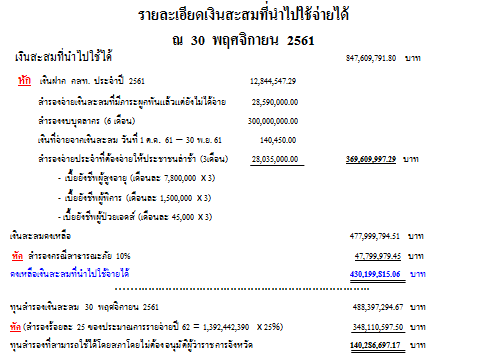 รายละเอียดเงินสะสมที่นำไปใช้จ่ายได้
ณ 30 พฤศจิกายน 2561
เงินสะสมที่นำไปใช้ได้ 847,609,791.80 บาท
หัก เงินฝาก กสท. ประจำปี 2561 12,844,547.29
สำรองจ่ายเงินสะสมที่มีภาระผูกพันแล้วแต่ยังไม่ได้จ่าย 28,590,000.00
สำรองงบบุคลากร (6 เดือน) 300,000,000.00
เงินที่จ่ายจากเงินสะสม วันที่ 1 ต.ค. 61 – 30 พ.ย. 61 140,450.00
สำรองจ่ายประจำที่ต้องจ่ายให้ประชาชนล่าช้า (3เดือน) 28,035,000.00 369,609,997.29 บาท
- เบี้ยยังชีพผู้สูงอายุ (เดือนละ 7,800,000 X 3)
- เบี้ยยังชีพผู้พิการ (เดือนละ 1,500,000 X 3)
- เบี้ยยังชีพผู้ป่วยเอดส์ (เดือนละ 45,000 X 3)
เงินสะสมคงเหลือ 477,999,794.51 บาท
หัก สำรองกรณีสาธารณะภัย 10% 47,799,979.45 บาท
คงเหลือเงินสะสมที่นำไปใช้จ่ายได้ 430,199,815.06 บาท
ทุนสำรองเงินสะสม 30 พฤศจิกายน 2561 488,397,294.67 บาท
หัก (สำรองร้อยละ 25 ของประมาณการรายจ่ายปี 62 = 1,392,442,390 X 25%) 348,110,597.50 บาท
ทุนสำรองที่สามารถใช้ได้โดยสภาโดยไม่ต้องอนุมัติผู้ว่าราชการจังหวัด 140,286,697.17 บาท